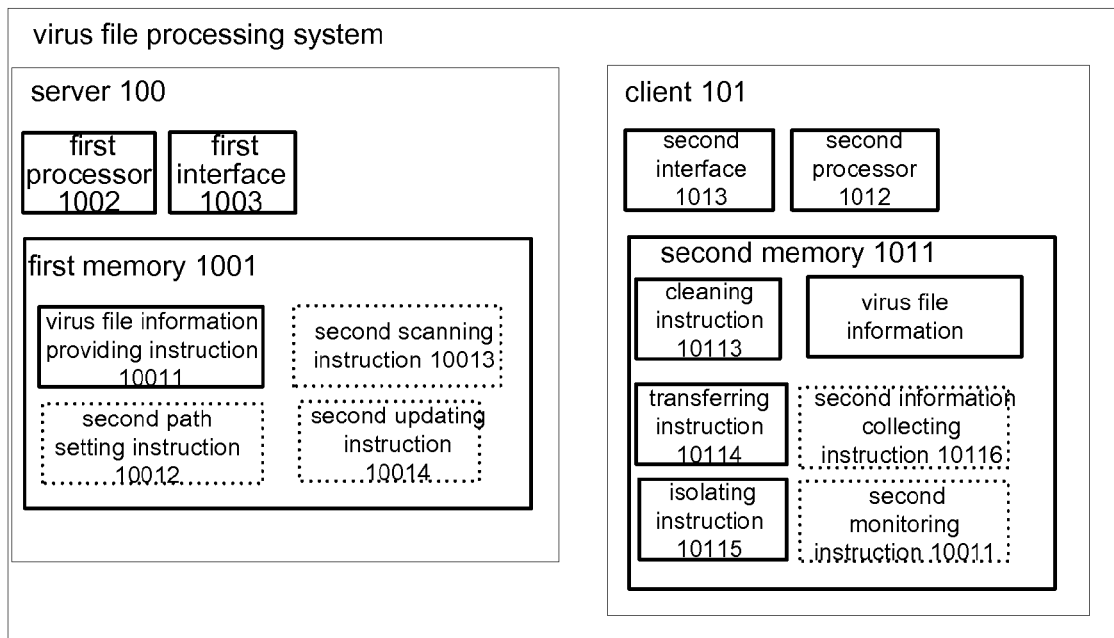 virus file processing system
server 100
first
processor
1002
first
interface
1003
first memory 1001
virus file information
providing instruction
10011
second scanning
instruction 10013
second path
setting instruction
10012
second updating
instruction
10014
client 101
second
interface
1013
second
processor
1012
second memory 1011
cleaning
instruction
10113
virus file
information
transferring
instruction
10114
second information
collecting
instruction 10116
isolating
instruction
10115
second
monitoring
instruction 10011